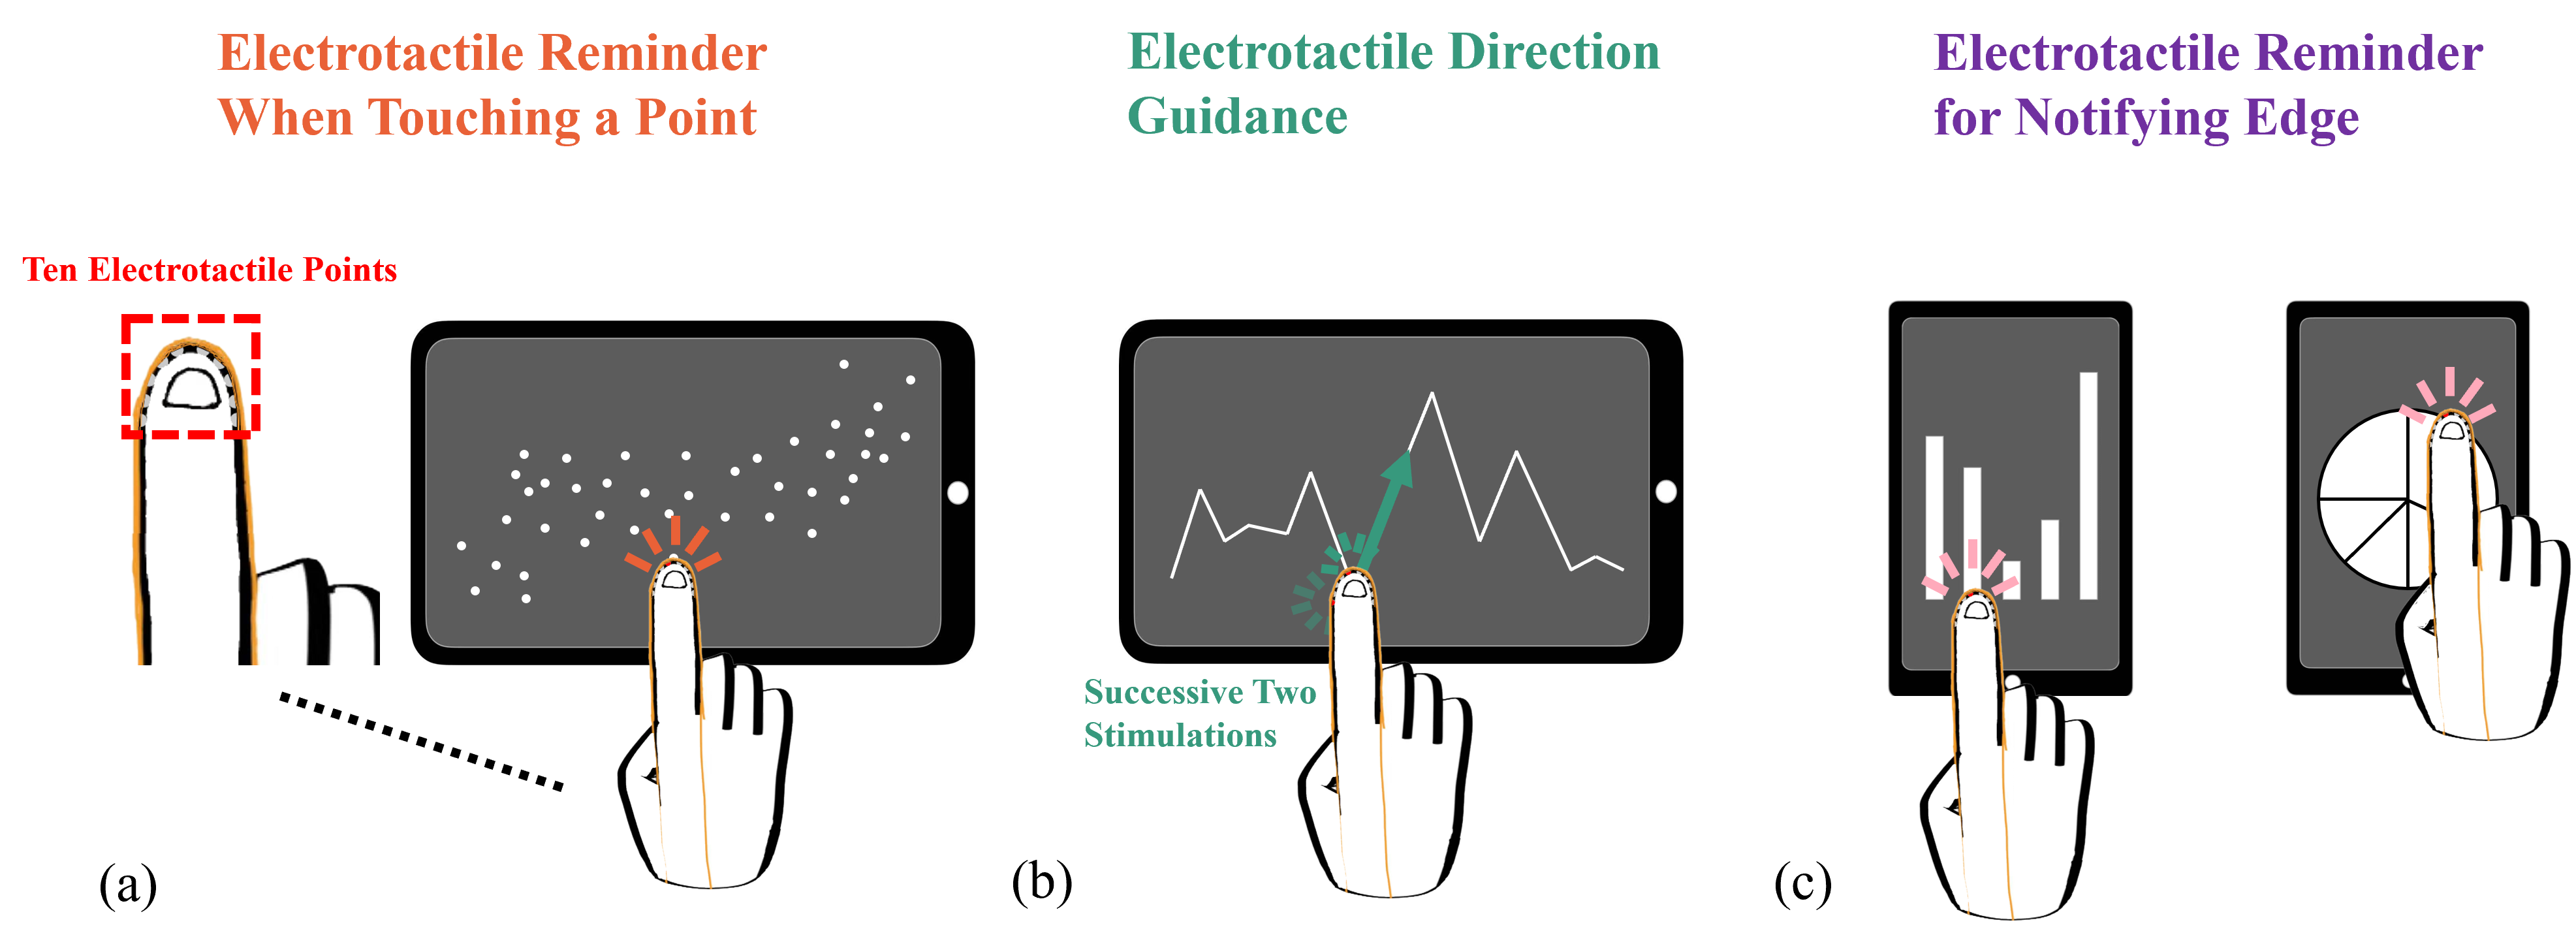 Electrotactile Reminder
When Touching a Point
Ten Electrotactile Points
(a)
Electrotactile Direction
Guidance
Successive Two
Stimulations
(b)
Electrotactile Reminder
for Notifying Edge
(c)